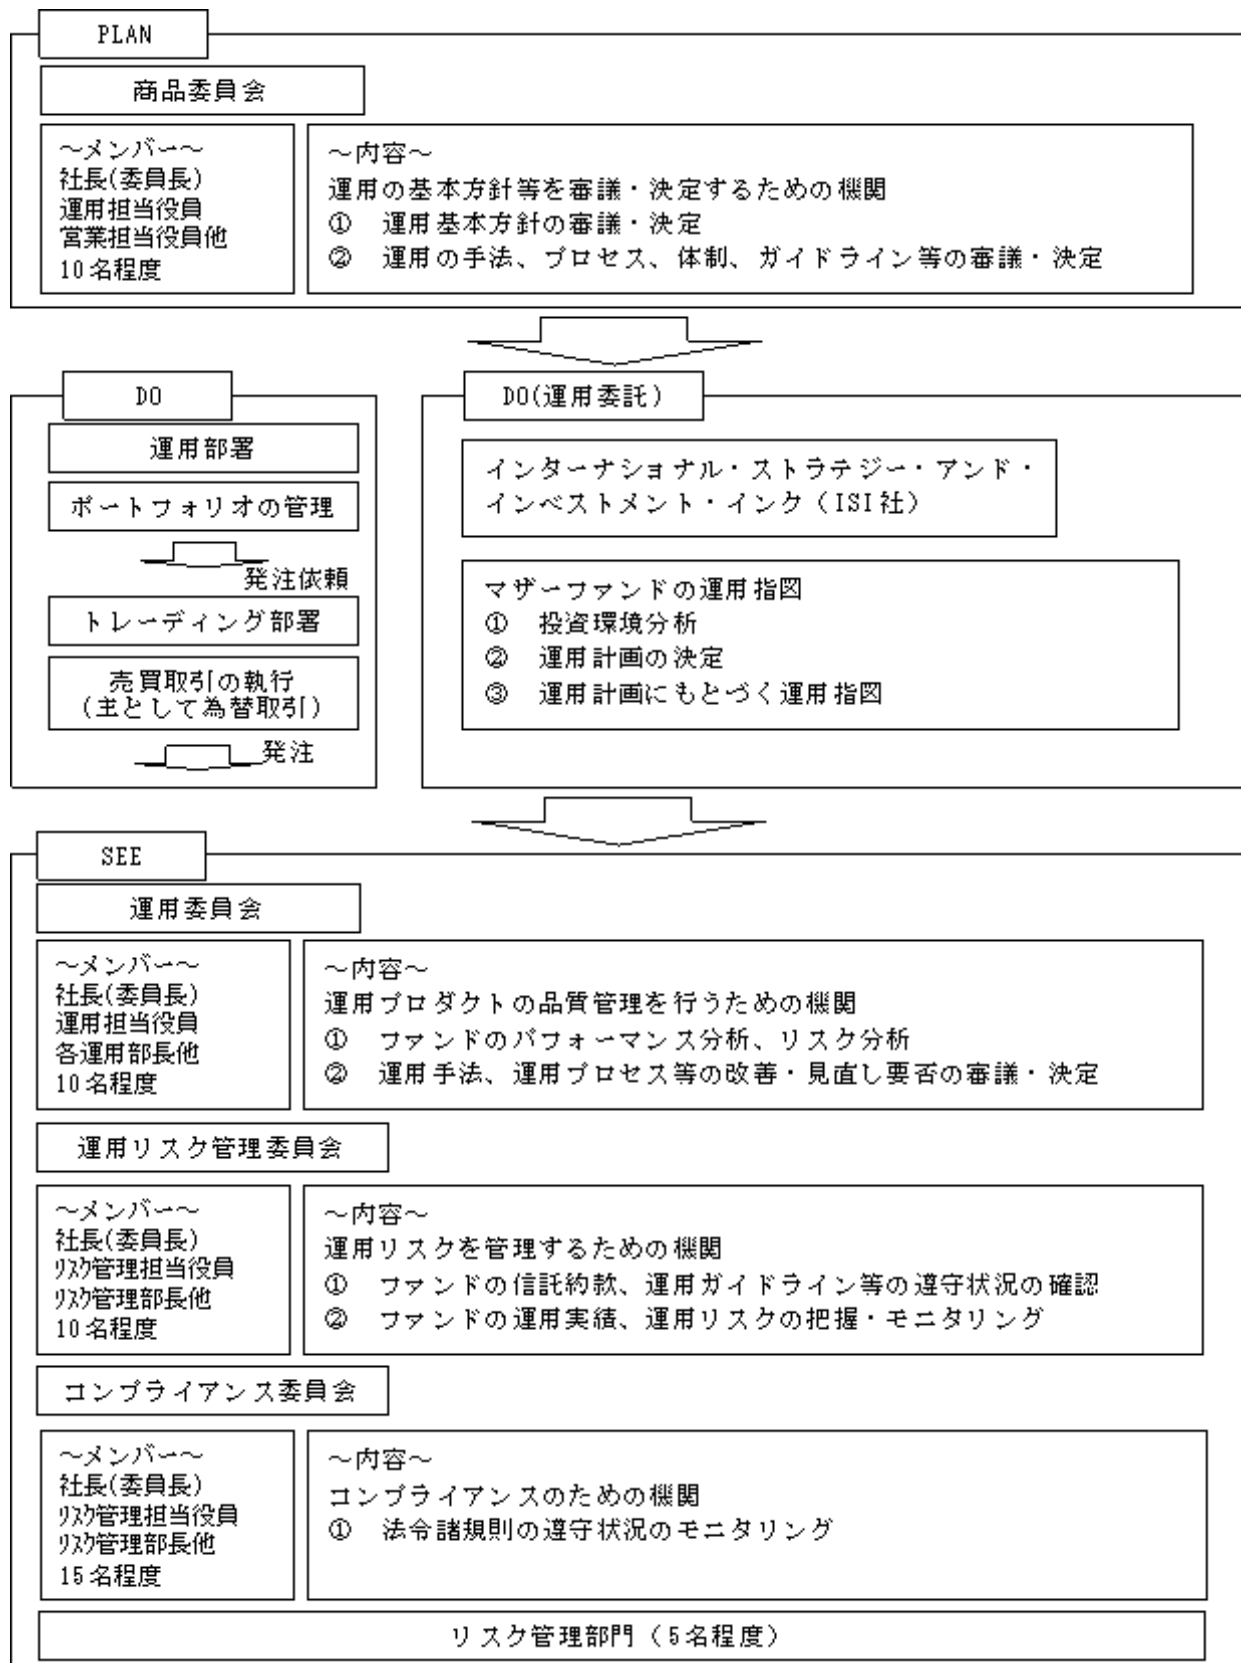 PLAN
商品委員会
～メンバー～
社長(委員長)
運用担当役員
営業担当役員他
10名程度
～内容～
運用の基本方針等を審議・決定するための機関
① 運用基本方針の審議・決定
② 運用の手法、プロセス、体制、ガイドライン等の審議・決定
DO
運用部署
ポートフォリオの管理
発注依頼
トレーディング部署
売買取引の執行
(主として為替取引)
発注
DO(運用委託)
インターナショナル・ストラテジー・アンド・
インベストメント・インク（ISI社）
マザーファンドの運用指図
① 投資環境分析
② 運用計画の決定
③ 運用計画にもとづく運用指図
SEE
運用委員会
～メンバー～
社長(委員長)
運用担当役員
各運用部長他
10名程度
～内容～
運用プロダクトの品質管理を行うための機関
① ファンドのパフォーマンス分析、リスク分析
② 運用手法、運用プロセス等の改善・見直し要否の審議・決定
運用リスク管理委員会
～メンバー～
社長(委員長)
ﾘｽｸ管理担当役員
ﾘｽｸ管理部長他
10名程度
～内容～
運用リスクを管理するための機関
① ファンドの信託約款、運用ガイドライン等の遵守状況の確認
② ファンドの運用実績、運用リスクの把握・モニタリング
コンプライアンス委員会
～メンバー～
社長(委員長)
ﾘｽｸ管理担当役員
ﾘｽｸ管理部長他
15名程度
～内容～
コンプライアンスのための機関
① 法令諸規則の遵守状況のモニタリング
リスク管理部門（5名程度）